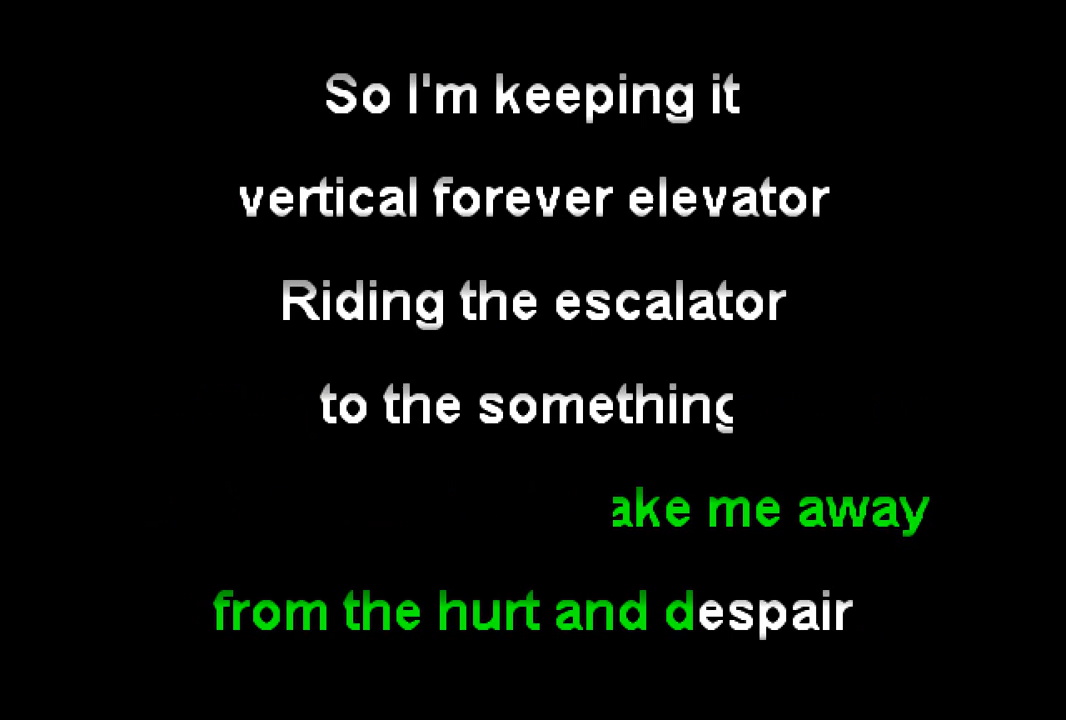 So I'm keeping it
vertical forever elevator
Riding the escalator
to the something
ake me away
from the hurt and despair